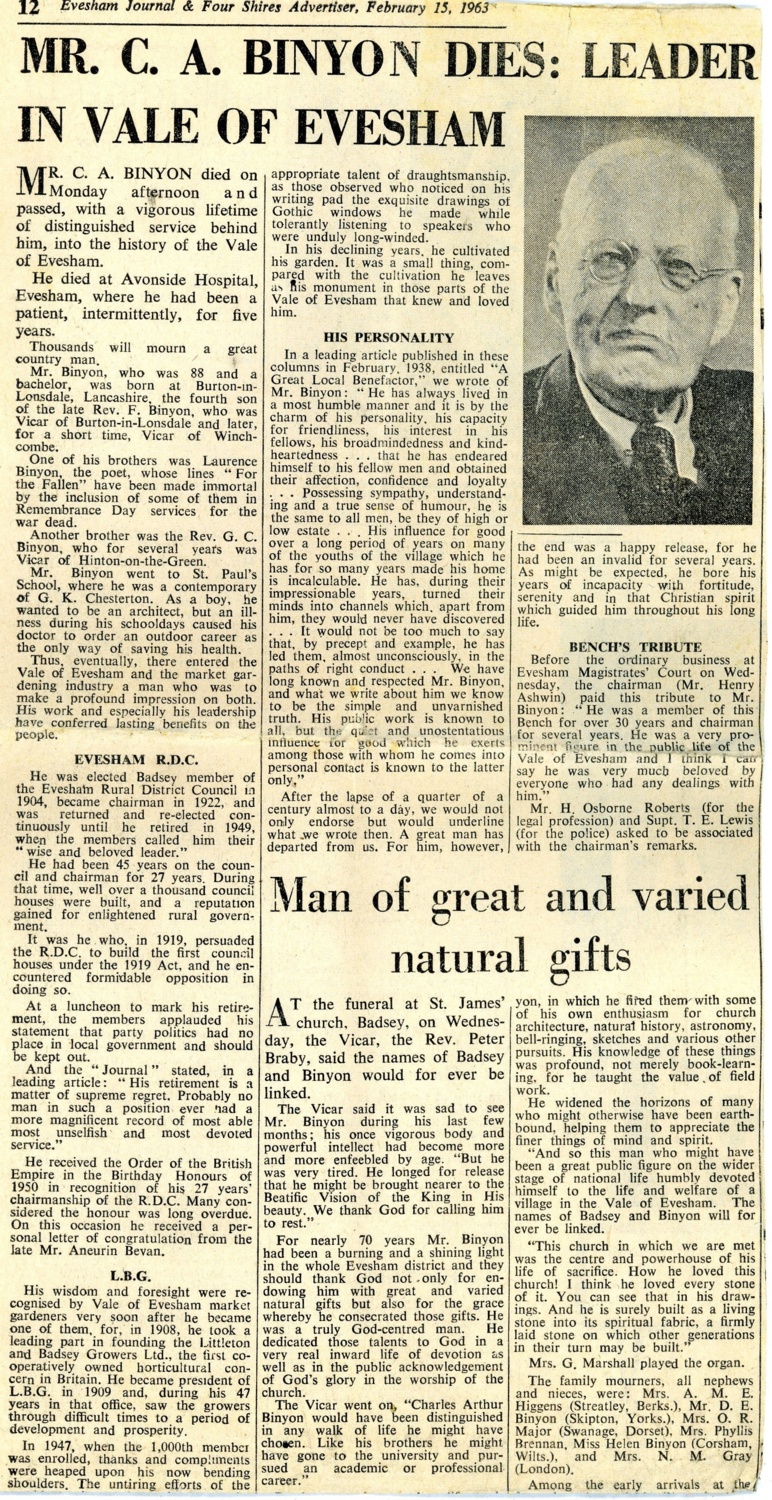 12 Evesham Journal & Four Shires Advertiser, February 15, 1963
MR. C. A. BINYON DIES: LEADER
IN VALE OF EVESHAM
MR. C. A. BINYON died on
Monday afternoon and
passed, with a vigorous lifetime
of distinguished service behind
him, into the history of the Vale
of Evesham.
He died at Avonside Hospital,
Evesham, where he had been a
patient, intermittently, for five
years.
Thousands will mourn a great
country man.
Mr. Binyon, who was 88 and a
bachelor, was born at Burton-in-
Lonsdale, Lancashire, the fourth son
of the late Rev. F. Binyon, who was
Vicar of Burton-in-Lonsdale and later,
for a short time, Vicar of Winch-
combe.
One of his brothers was Laurence
Binyon, the poet, whose lines "For
the Fallen" have been made immortal
by the inclusion of some of them in
Remembrance Day services for the
war dead.
Another brother was the Rev. G. C.
Binyon, who for several years was
Vicar of Hinton-on-the-Green.
Mr. Binyon went to St. Paul's
School, where he was a contemporary
of G. K. Chesterton. As a boy, he
wanted to be an architect, but an ill-
ness during his schooldays caused his
doctor to order an outdoor career as
the only way of saving his health.
Thus, eventually, there entered the
Vale of Evesham and the market gar-
dening industry a man who was to
make a profound impression on both.
His work and especially his leadership
have conferred lasting benefits on the
people.
EVESHAM R.D.C.
He was elected Badsey member of
the Evesham Rural District Council in
1904, became chairman in 1922, and
was returned and re-elected con-
tinuously until he retired in 1949,
when the members called him their
"wise and beloved leader."
He had been 45 years on the coun-
cil and chairman for 27 years. During
that time, well over a thousand council
houses were built, and a reputation
gained for enlightened rural govern-
ment.
It was he who, in 1919, persuaded
the R.D.C. to build the first council
houses under the 1919 Act, and he en-
countered formidable opposition in
doing so.
At a luncheon to mark his retire-
ment, the members applauded his
statement that party politics had no
place in local government and should
be kept out.
And the "Journal" stated, in a
leading article: "His retirement is a
matter of supreme regret. Probably no
man in such a position ever had a
more magnificent record of most able
most unselfish and most devoted
service."
He received the Order of the British
Empire in the Birthday Honours of
1950 in recognition of his 27 years'
chairmanship of the R.D.C. Many con-
sidered the honour was long overdue.
On this occasion he received a per-
sonal letter of congratulation from the
late Mr. Aneurin Bevan.
L.B.G.
His wisdom and foresight were re-
cognised by Vale of Evesham market
gardeners very soon after he became
one of them, for, in 1908, he took a
leading part in founding the Littleton
and Badsey Growers Ltd., the first co-
operatively owned horticultural con-
cern in Britain. He became president of
L.B.G. in 1909 and, during his 47
years in that office, saw the growers
through difficult times to a period of
development and prosperity.
In 1947, when the 1,000th member
was enrolled, thanks and compliments
were heaped upon his now bending
shoulders. The untiring efforts of the
appropriate talent of draughtsmanship,
as those observed who noticed on his
writing pad the exquisite drawings of
Gothic windows he made while
tolerantly listening to speakers who
were unduly long-winded.
In his declining years, he cultivated
his garden. It was a small thing, com-
pared with the cultivation he leaves
as his monument in those parts of the
Vale of Evesham that knew and loved
him.
HIS PERSONALITY
In a leading article published in these
columns in February, 1938, entitled "A
Great Local Benefactor," we wrote of
Mr. Binyon: "He has always lived in
a most humble manner and it is by the
charm of his personality, his capacity
for friendliness, his interest in his
fellows, his broadmindedness and kind-
heartedness . . . that he has endeared
himself to his fellow men and obtained
their affection, confidence and loyalty
. . . Possessing sympathy, understand-
ing and a true sense of humour, he is
the same to all men, be they of high or
low estate . . . His influence for good
over a long period of years on many
of the youths of the village which he
has for so many years made his home
is incalculable. He has, during their
impressionable years, turned their
minds into channels which, apart from
him, they would never have discovered
. . . It would not be too much to say
that, by precept and example, he has
led them, almost unconsciously, in the
paths of right conduct . . . We have
long known and respected Mr. Binyon,
and what we write about him we know
to be the simple and unvarnished
truth. His public work is known to
all, but the quiet and unostentatious
influence for good which he exerts
among those with whom he comes into
personal contact is known to the latter
only."
After the lapse of a quarter of a
century almost to a day, we would not
only endorse but would underline
what we wrote then. A great man has
departed from us. For him, however,
the end was a happy release, for he
had been an invalid for several years.
As might be expected, he bore his
years of incapacity with fortitude,
serenity and in that Christian spirit
which guided him throughout his long
life.
BENCH'S TRIBUTE
Before the ordinary business at
Evesham Magistrates' Court on Wed-
nesday, the chairman (Mr. Henry
Ashwin) paid this tribute to Mr.
Binyon: "He was a member of this
Bench for over 30 years and chairman
for several years. He was a very pro-
minent figure in the public life of the
Vale of Evesham and I think I can
say he was very much beloved by
everyone who had any dealings with
him."
Mr. H. Osborne Roberts (for the
legal profession) and Supt. T. E. Lewis
(for the police) asked to be associated
with the chairman's remarks.
Man of great and varied
natural gifts
AT the funeral at St. James'
church, Badsey, on Wednes-
day, the Vicar, the Rev. Peter
Braby, said the names of Badsey
and Binyon would for ever be
linked.
The Vicar said it was sad to see
Mr. Binyon during his last few
months; his once vigorous body and
powerful intellect had become more
and more enfeebled by age. "But he
was very tired. He longed for release
that he might be brought nearer to the
Beatific Vision of the King in His
beauty. We thank God for calling him
to rest."
For nearly 70 years Mr. Binyon
had been a burning and a shining light
in the whole Evesham district and they
should thank God not only for en-
dowing him with great and varied
natural gifts but also for the grace
whereby he consecrated those gifts. He
was a truly God-centred man. He
dedicated those talents to God in a
very real inward life of devotion as
well as in the public acknowledgement
of God's glory in the worship of the
church.
The Vicar went on, "Charles Arthur
Binyon would have been distinguished
in any walk of life he might have
chosen. Like his brothers he might
have gone to the university and pur-
sued an academic or professional
career."
yon, in which he fired them with some
of his own enthusiasm for church
architecture, natural history, astronomy,
bell-ringing, sketches and various other
pursuits. His knowledge of these things
was profound, not merely book-learn-
ing, for he taught the value of field
work.
He widened the horizons of many
who might otherwise have been earth-
bound, helping them to appreciate the
finer things of mind and spirit.
"And so this man who might have
been a great public figure on the wider
stage of national life humbly devoted
himself to the life and welfare of a
village in the Vale of Evesham. The
names of Badsey and Binyon will for
ever be linked.
"This church in which we are met
was the centre and powerhouse of his
life of sacrifice. How he loved this
church! I think he loved every stone
of it. You can see that in his draw-
ings. And he is surely built as a living
stone into its spiritual fabric, a firmly
laid stone on which other generations
in their turn may be built."
Mrs. G. Marshall played the organ.
The family mourners, all nephews
and nieces, were: Mrs. A. M. E.
Higgens (Streatley, Berks.), Mr. D. E.
Binyon (Skipton, Yorks.), Mrs. O. R.
Major (Swanage, Dorset), Mrs. Phyllis
Brennan, Miss Helen Binyon (Corsham,
Wilts.), and Mrs. N. M. Gray
(London).
Among the early arrivals at the